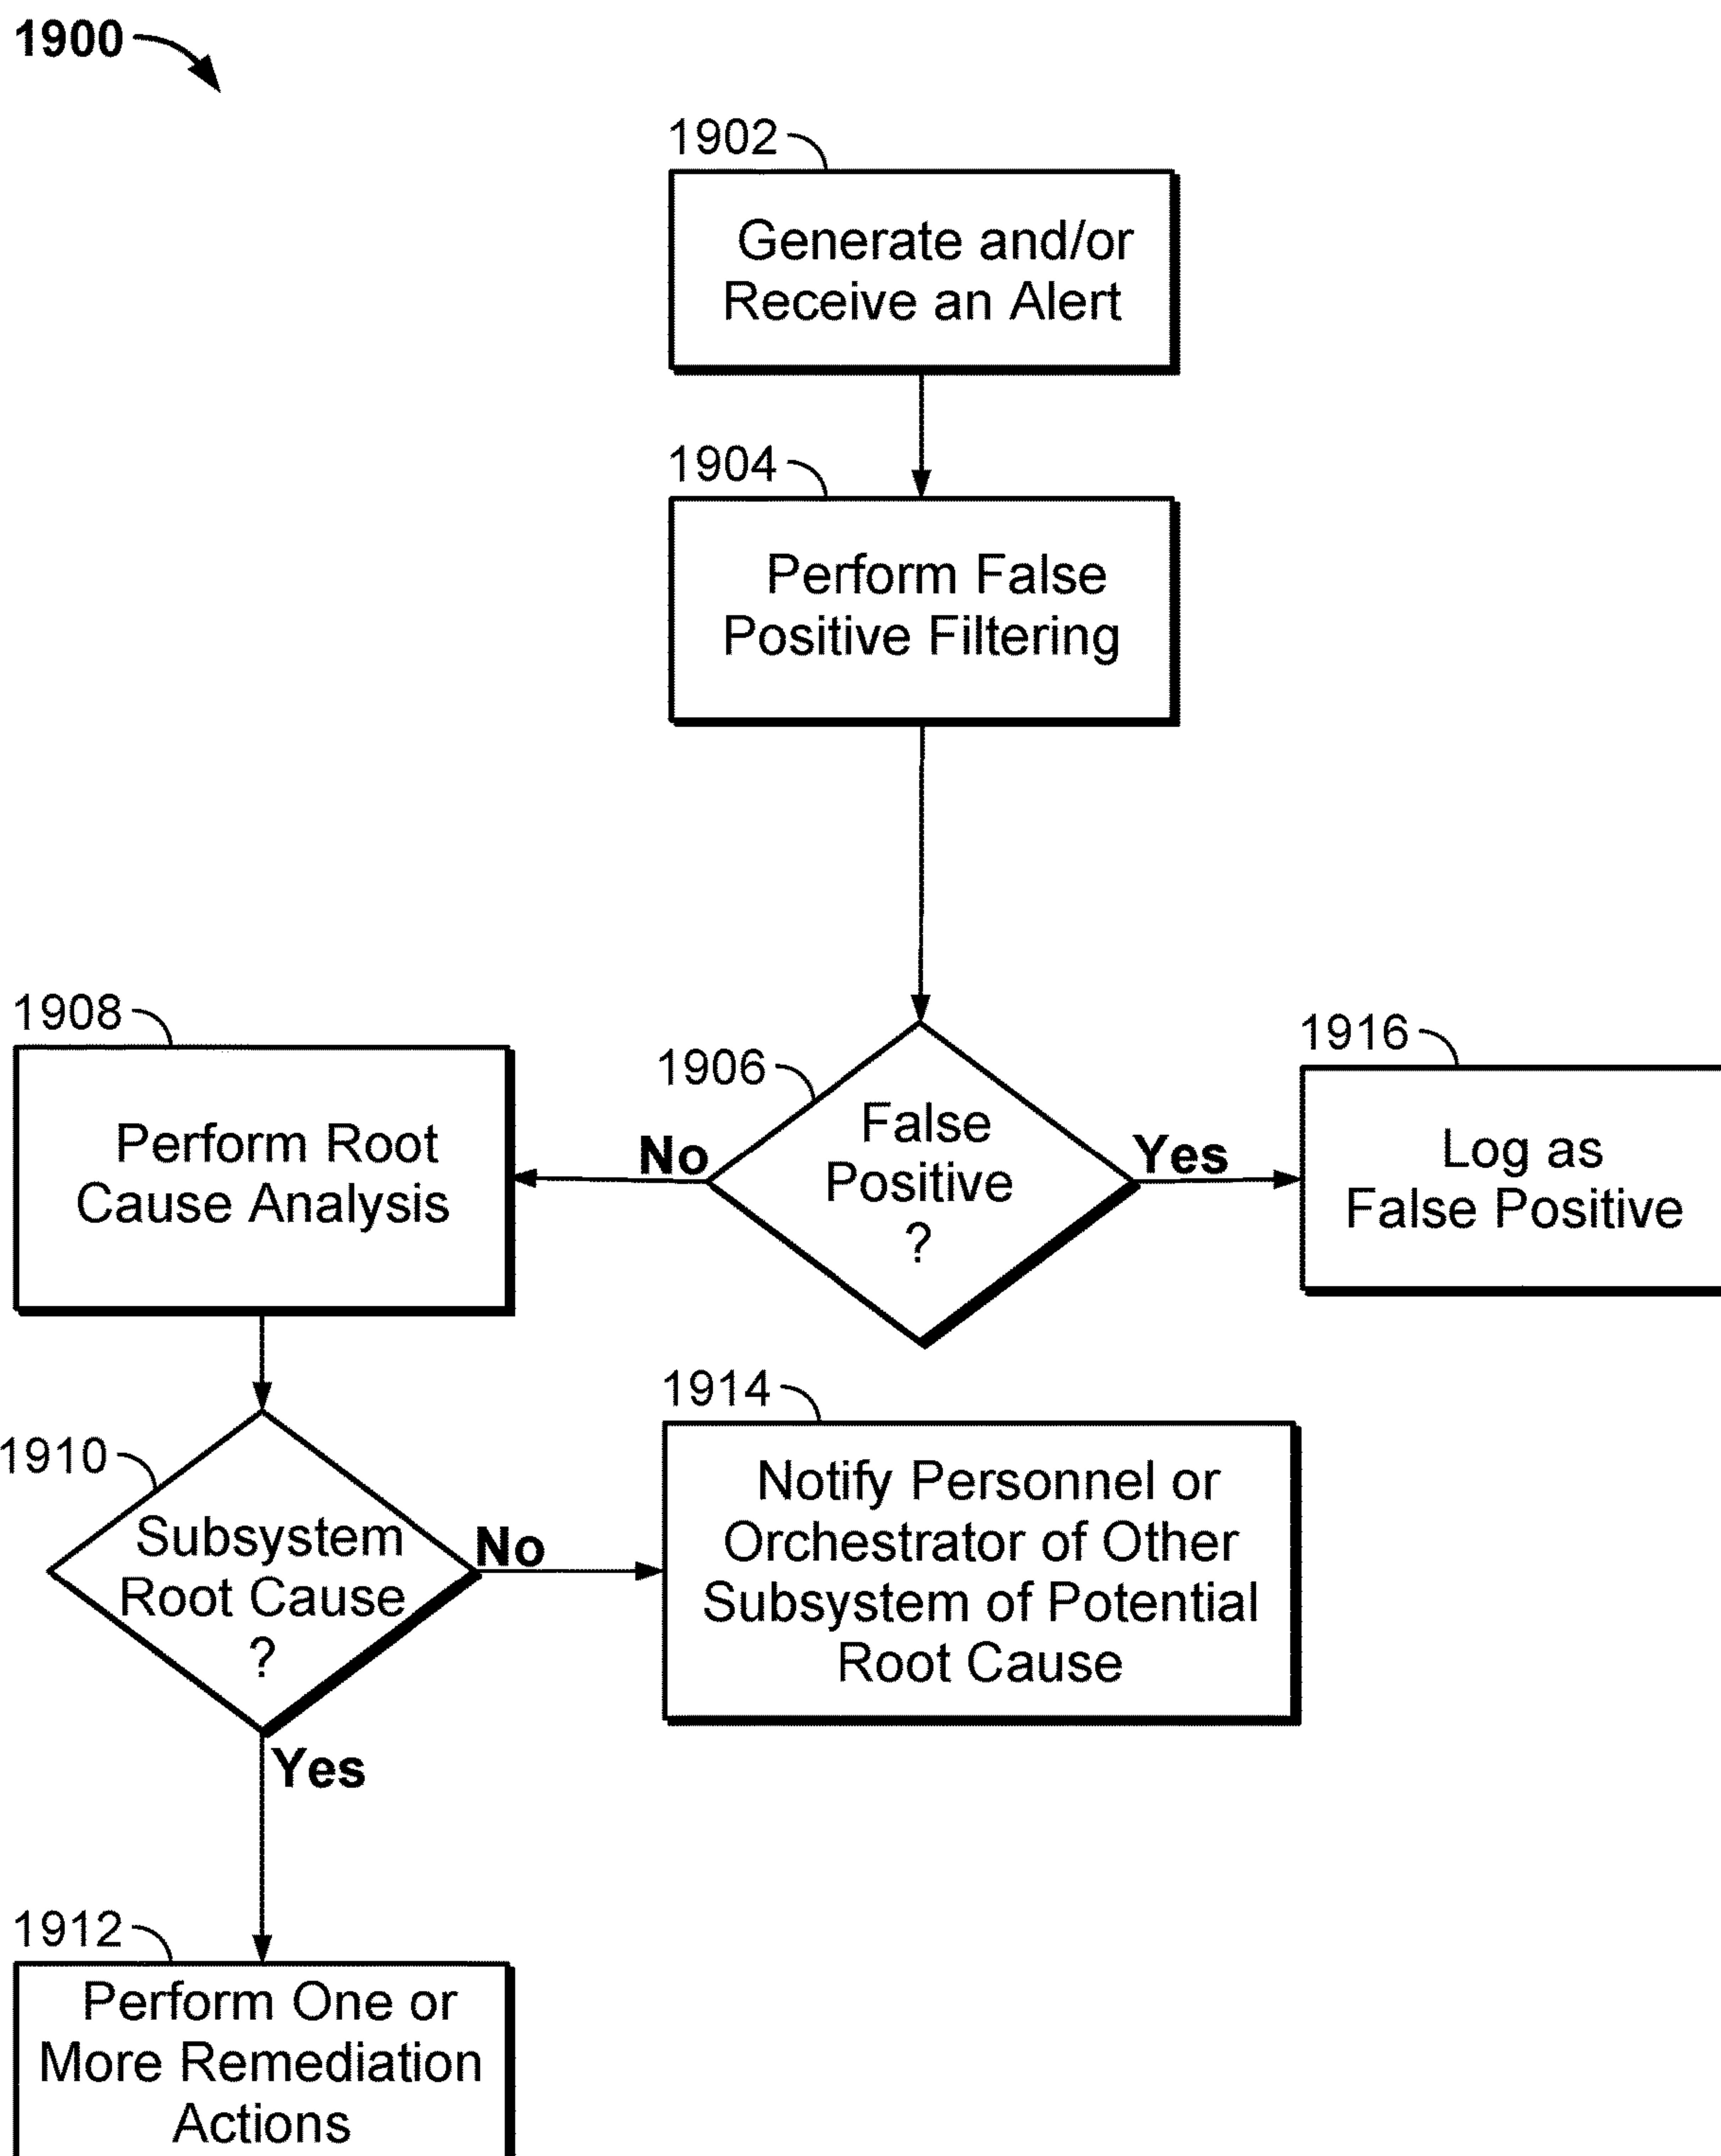 1900
1902
Generate and/or
Receive an Alert
1904
Perform False
Positive Filtering
1908
Perform Root
Cause Analysis
1906
False
Positive
?
No
Yes
1916
Log as
False Positive
1910
Subsystem
Root Cause
?
No
Yes
1914
Notify Personnel or
Orchestrator of Other
Subsystem of Potential
Root Cause
1912
Perform One or
More Remediation
Actions